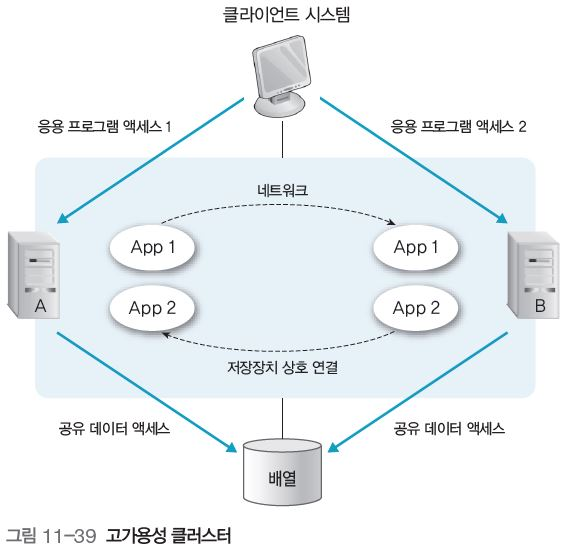 클라이언트 시스템
응용 프로그램 액세스 1
응용 프로그램 액세스 2
네트워크
App 1
App 1
A
B
App 2
App 2
저장장치 상호 연결
공유 데이터 액세스
공유 데이터 액세스
배열
그림 11-39 고가용성 클러스터